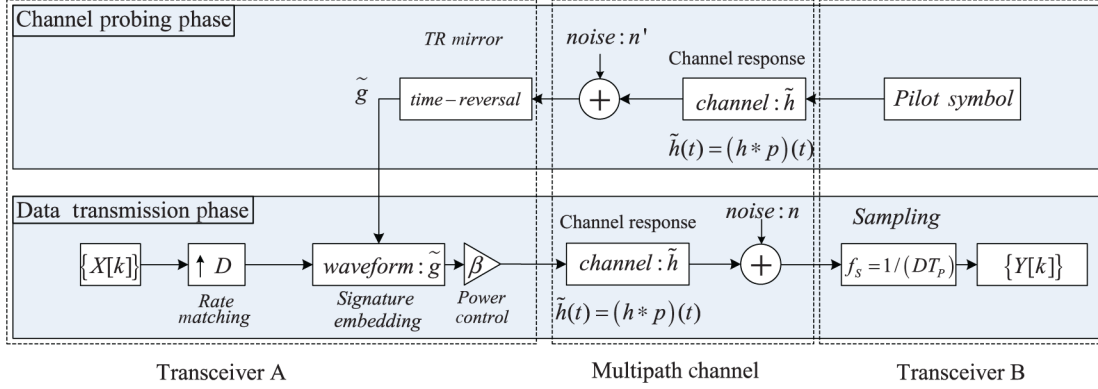 Channel probing phase
TR mirror
noise: n'
Channel response
g̃
time−reversal
+
channel: h̃
Pilot symbol
h̃(t) = (h * p)(t)
Data transmission phase
Channel response
noise: n
Sampling
{X[k]}
↑ D
waveform: g̃
β
channel: h̃
+
f_S = 1/(DT_P)
{Y[k]}
Rate
matching
Signature
embedding
Power
control
h̃(t) = (h * p)(t)
Transceiver A
Multipath channel
Transceiver B